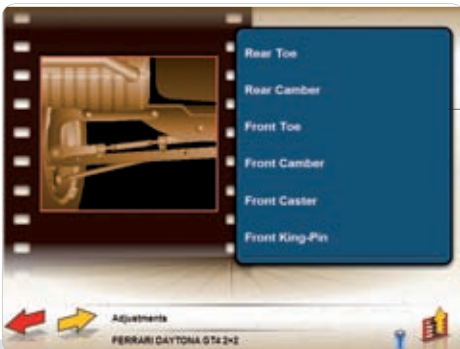 Rear Toe
Rear Camber
Front Toe
Front Camber
Front Caster
Front King-Pin
Adjustments
FERRARI DAYTONA GT4 2+2